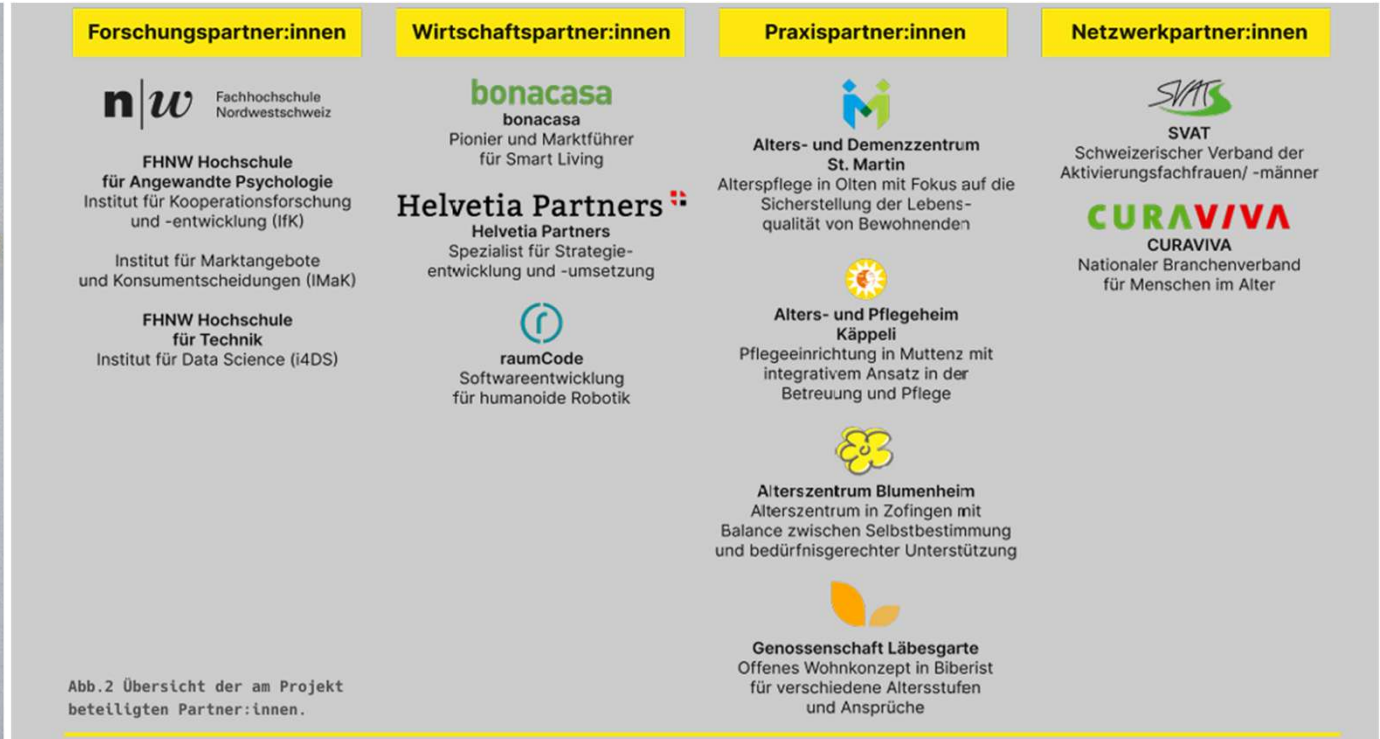 Forschungspartner:innen
n|w Fachhochschule
Nordwestschweiz
FHNW Hochschule
für Angewandte Psychologie
Institut für Kooperationsforschung
und -entwicklung (IfK)
Institut für Marktangebote
und Konsumentscheidungen (IMaK)
FHNW Hochschule
für Technik
Institut für Data Science (i4DS)
Wirtschaftspartner:innen
bonacasa
bonacasa
Pionier und Marktführer
für Smart Living
Helvetia Partners
Helvetia Partners
Spezialist für Strategie-
entwicklung und -umsetzung
r
raumCode
Softwareentwicklung
für humanoide Robotik
Praxispartner:innen
Alters- und Demenzzentrum
St. Martin
Alterspflege in Olten mit Fokus auf die
Sicherstellung der Lebens-
qualität von Bewohnenden
Alters- und Pflegeheim
Käppeli
Pflegeeinrichtung in Muttenz mit
integrativem Ansatz in der
Betreuung und Pflege
Alterszentrum Blumenheim
Alterszentrum in Zofingen mit
Balance zwischen Selbstbestimmung
und bedürfnisgerechter Unterstützung
Genossenschaft Läbesgarte
Offenes Wohnkonzept in Biberist
für verschiedene Altersstufen
und Ansprüche
Netzwerkpartner:innen
SVAT
SVAT
Schweizerischer Verband der
Aktivierungsfachfrauen/ -männer
CURAVIVA
CURAVIVA
Nationaler Branchenverband
für Menschen im Alter
Abb.2 Übersicht der am Projekt
beteiligten Partner:innen.